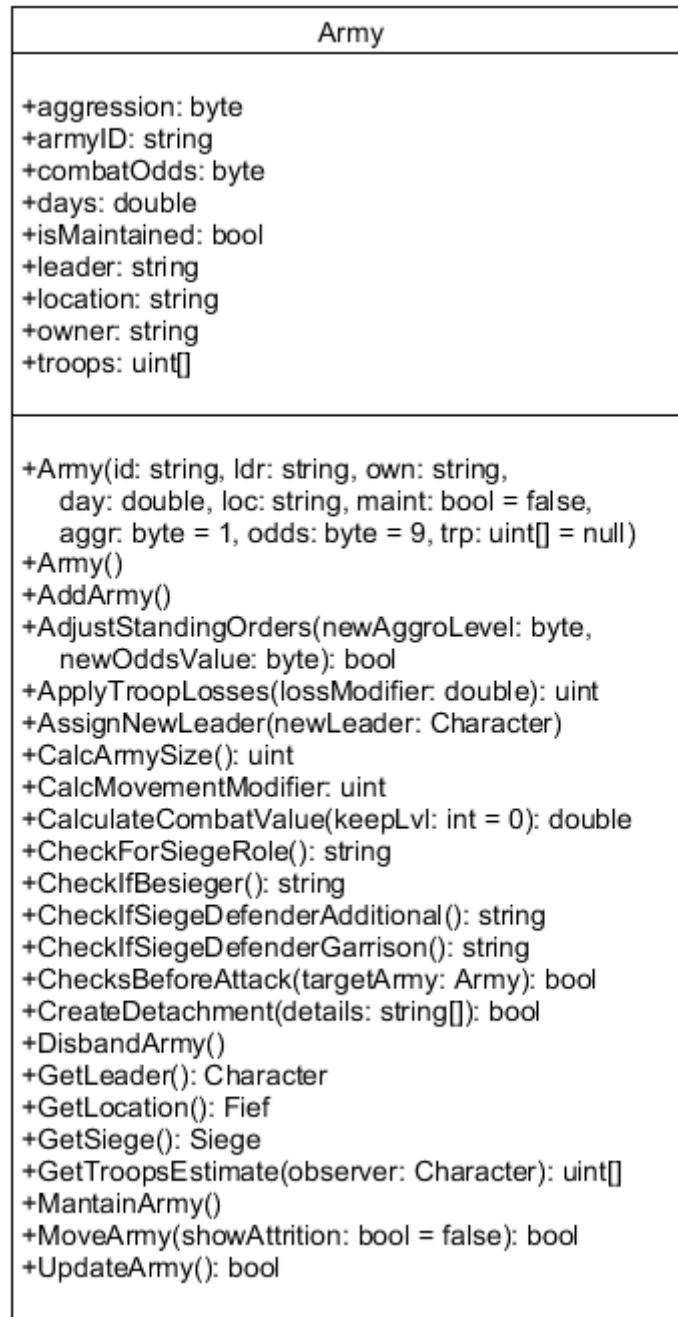 Army
+aggression: byte
+armyID: string
+combatOdds: byte
+days: double
+isMaintained: bool
+leader: string
+location: string
+owner: string
+troops: uint[]
+Army(id: string, ldr: string, own: string,
day: double, loc: string, maint: bool = false,
aggr: byte = 1, odds: byte = 9, trp: uint[] = null)
+Army()
+AddArmy()
+AdjustStandingOrders(newAggroLevel: byte,
newOddsValue: byte): bool
+ApplyTroopLosses(lossModifier: double): uint
+AssignNewLeader(newLeader: Character)
+CalcArmySize(): uint
+CalcMovementModifier: uint
+CalculateCombatValue(keepLvl: int = 0): double
+CheckForSiegeRole(): string
+CheckIfBesieger(): string
+CheckIfSiegeDefenderAdditional(): string
+CheckIfSiegeDefenderGarrison(): string
+ChecksBeforeAttack(targetArmy: Army): bool
+CreateDetachment(details: string[]): bool
+DisbandArmy()
+GetLeader(): Character
+GetLocation(): Fief
+GetSiege(): Siege
+GetTroopsEstimate(observer: Character): uint[]
+MantainArmy()
+MoveArmy(showAttrition: bool = false): bool
+UpdateArmy(): bool